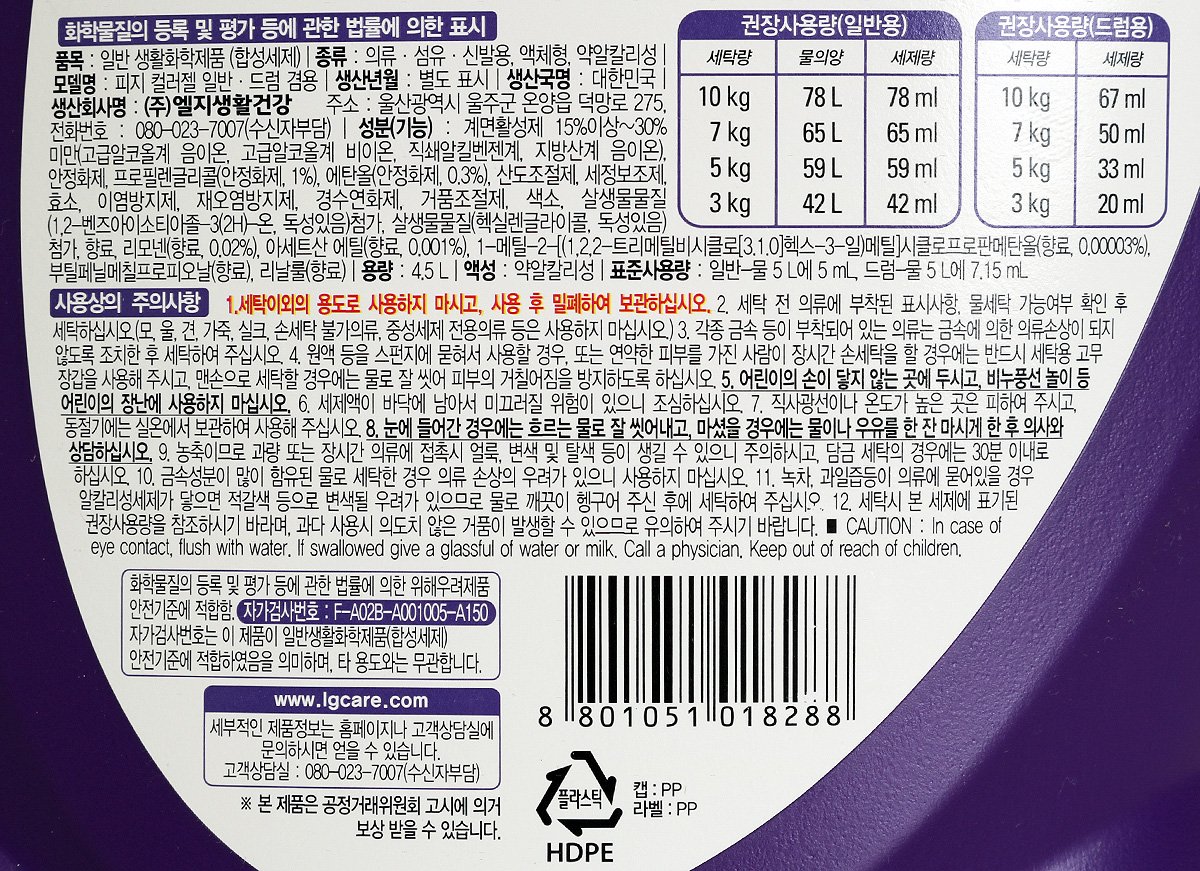 화학물질의 등록 및 평가 등에 관한 법률에 의한 표시
품목 : 일반 생활화학제품 (합성세제) | 종류 : 의류 · 섬유 · 신발용, 액체형, 약알칼리성 |
모델명 : 피지 컬러젤 일반 · 드럼 겸용 | 생산년월 : 별도 표시 | 생산국명 : 대한민국 |
생산회사명 : (주)엘지생활건강 주소 : 울산광역시 울주군 온양읍 덕망로 275,
전화번호 : 080-023-7007(수신자부담) | 성분(기능) : 계면활성제 15%이상~30%
미만(고급알코올계 음이온, 고급알코올계 비이온, 직쇄알킬벤젠계, 지방산계 음이온),
안정화제, 프로필렌글리콜(안정화제, 1%), 에탄올(안정화제, 0.3%), 산도조절제, 세정보조제,
효소, 이염방지제, 재오염방지제, 경수연화제, 거품조절제, 색소, 살생물물질
(1,2-벤즈아이소티아졸-3(2H)-온, 독성있음)첨가, 살생물물질(헥실렌글라이콜, 독성있음)
첨가, 향료, 리모넨(향료, 0.02%), 아세트산 에틸(향료, 0.001%), 1-메틸-2-[(1,2,2-트리메틸비시클로[3.1.0]헥스-3-일)메틸]시클로프로판메탄올(향료, 0.00003%),
부틸페닐메칠프로피오날(향료), 리날룰(향료) | 용량 : 4.5 L | 액성 : 약알칼리성 | 표준사용량 : 일반-물 5 L에 5 mL, 드럼-물 5 L에 7.15 mL
권장사용량(일반용)
세탁량 물의양 세제량
10 kg 78 L 78 ml
7 kg 65 L 65 ml
5 kg 59 L 59 ml
3 kg 42 L 42 ml
권장사용량(드럼용)
세탁량 세제량
10 kg 67 ml
7 kg 50 ml
5 kg 33 ml
3 kg 20 ml
사용상의 주의사항 1.세탁이외의 용도로 사용하지 마시고, 사용 후 밀폐하여 보관하십시오. 2. 세탁 전 의류에 부착된 표시사항, 물세탁 가능여부 확인 후
세탁하십시오.(모, 울, 견, 가죽, 실크, 손세탁 불가의류, 중성세제 전용의류 등은 사용하지 마십시오.) 3. 각종 금속 등이 부착되어 있는 의류는 금속에 의한 의류손상이 되지
않도록 조치한 후 세탁하여 주십시오. 4. 원액 등을 스펀지에 묻혀서 사용할 경우, 또는 연약한 피부를 가진 사람이 장시간 손세탁을 할 경우에는 반드시 세탁용 고무
장갑을 사용해 주시고, 맨손으로 세탁할 경우에는 물로 잘 씻어 피부의 거칠어짐을 방지하도록 하십시오. 5. 어린이의 손이 닿지 않는 곳에 두시고, 비누풍선 놀이 등
어린이의 장난에 사용하지 마십시오. 6. 세제액이 바닥에 남아서 미끄러질 위험이 있으니 조심하십시오. 7. 직사광선이나 온도가 높은 곳은 피하여 주시고,
동절기에는 실온에서 보관하여 사용해 주십시오. 8. 눈에 들어간 경우에는 흐르는 물로 잘 씻어내고, 마셨을 경우에는 물이나 우유를 한 잔 마시게 한 후 의사와
상담하십시오. 9. 농축이므로 과량 또는 장시간 의류에 접촉시 얼룩, 변색 및 탈색 등이 생길 수 있으니 주의하시고, 담금 세탁의 경우에는 30분 이내로
하십시오. 10. 금속성분이 많이 함유된 물로 세탁한 경우 의류 손상의 우려가 있으니 사용하지 마십시오. 11. 녹차, 과일즙등이 의류에 묻어있을 경우
알칼리성세제가 닿으면 적갈색 등으로 변색될 우려가 있으므로 물로 깨끗이 헹구어 주신 후에 세탁하여 주십시오. 12. 세탁시 본 세제에 표기된
권장사용량을 참조하시기 바라며, 과다 사용시 의도치 않은 거품이 발생할 수 있으므로 유의하여 주시기 바랍니다. ■ CAUTION : In case of
eye contact, flush with water. If swallowed give a glassful of water or milk. Call a physician. Keep out of reach of children.
화학물질의 등록 및 평가 등에 관한 법률에 의한 위해우려제품
안전기준에 적합함. 자가검사번호 : F-A02B-A001005-A150
자가검사번호는 이 제품이 일반생활화학제품(합성세제)
안전기준에 적합하였음을 의미하며, 타 용도와는 무관합니다.
www.lgcare.com
세부적인 제품정보는 홈페이지나 고객상담실에
문의하시면 얻을 수 있습니다.
고객상담실 : 080-023-7007(수신자부담)
※ 본 제품은 공정거래위원회 고시에 의거
보상 받을 수 있습니다.
8 801051 018288
플라스틱
캡 : PP
라벨 : PP
HDPE